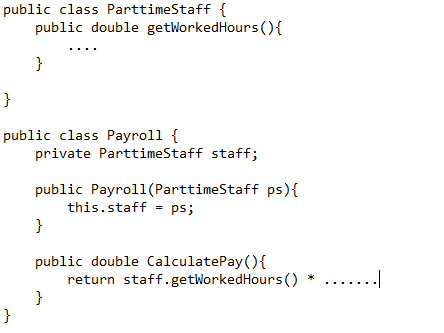 public class ParttimeStaff {
    public double getWorkedHours(){
        ....
    }

}

public class Payroll {
    private ParttimeStaff staff;

    public Payroll(ParttimeStaff ps){
        this.staff = ps;
    }

    public double CalculatePay(){
        return staff.getWorkedHours() * .......
    }
}